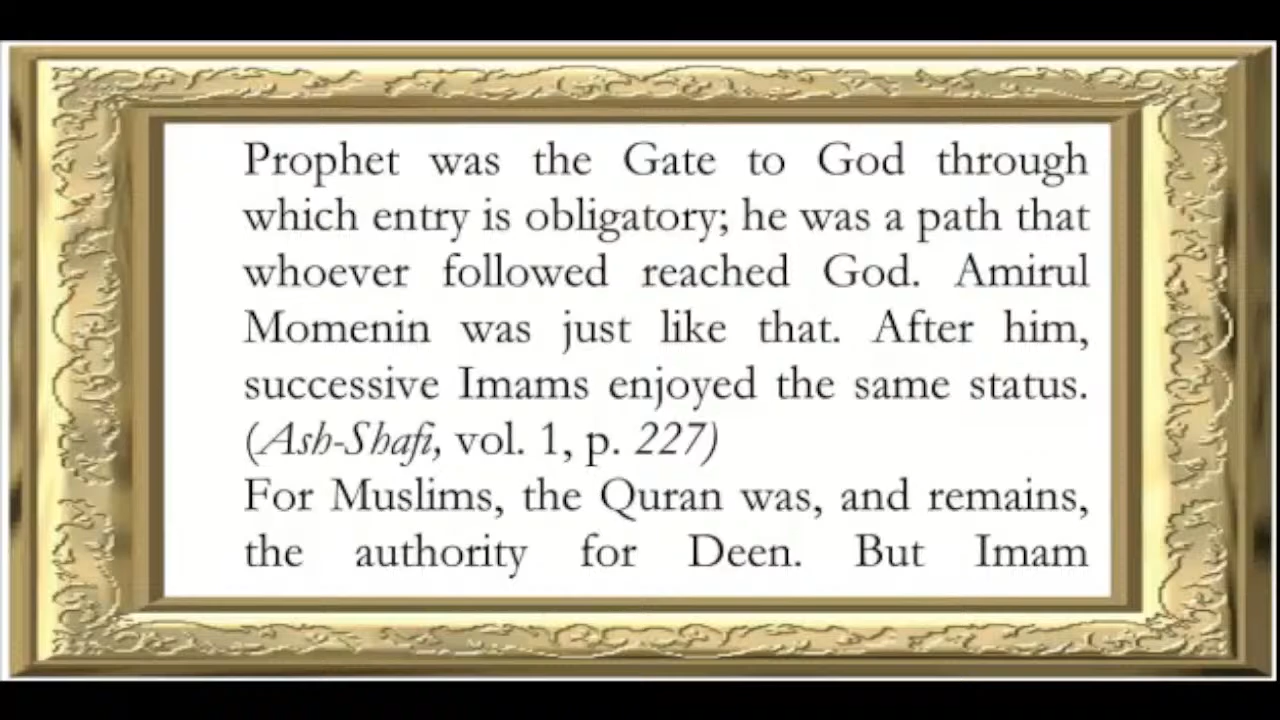 Prophet was the Gate to God through
which entry is obligatory; he was a path that
whoever followed reached God. Amirul
Momenin was just like that. After him,
successive Imams enjoyed the same status.
(Ash-Shafi, vol. 1, p. 227)
For Muslims, the Quran was, and remains,
the authority for Deen. But Imam